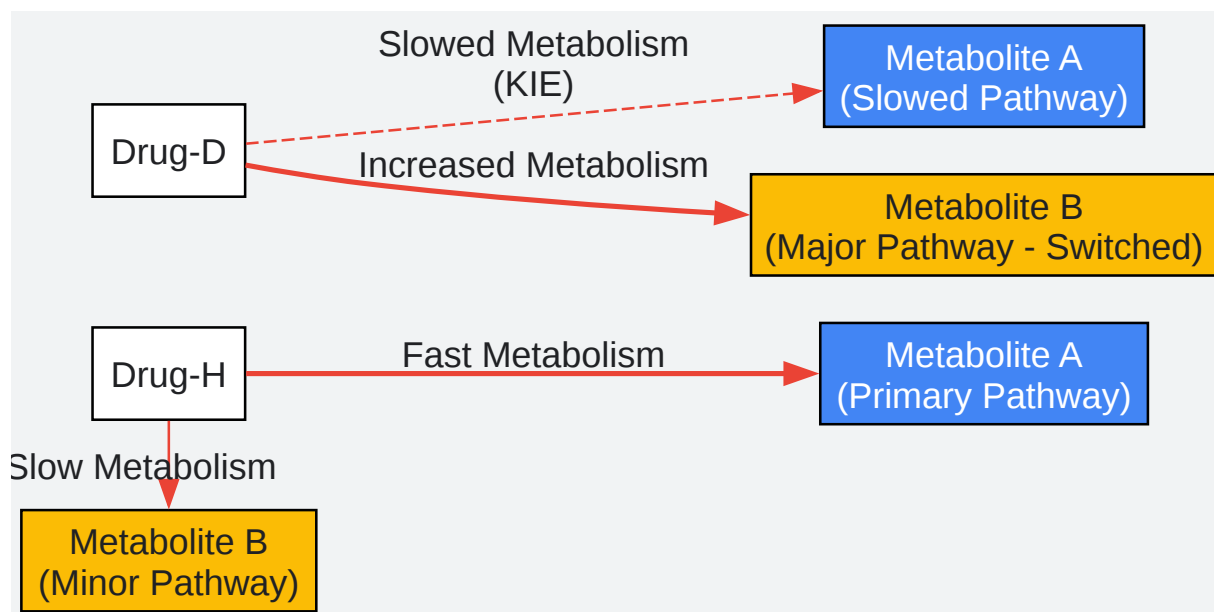 Slowed Metabolism
(KIE)
Metabolite A
(Slowed Pathway)
Drug-D
Increased Metabolism
Metabolite B
(Major Pathway - Switched)
Drug-H
Fast Metabolism
Metabolite A
(Primary Pathway)
Slow Metabolism
Metabolite B
(Minor Pathway)